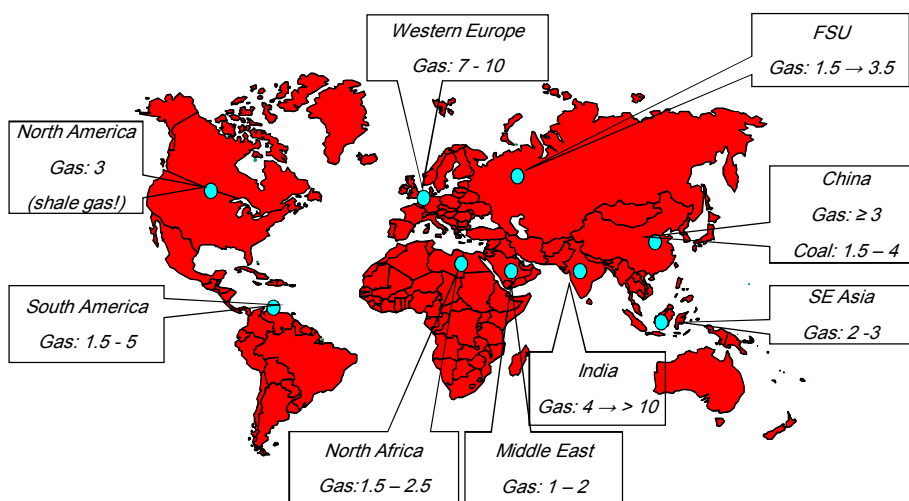 Western Europe
Gas: 7 - 10
FSU
Gas: 1.5 → 3.5
North America
Gas: 3
(shale gas!)
China
Gas: ≥ 3
Coal: 1.5 – 4
South America
Gas: 1.5 - 5
SE Asia
Gas: 2 -3
India
Gas: 4 → > 10
North Africa
Gas:1.5 – 2.5
Middle East
Gas: 1 – 2